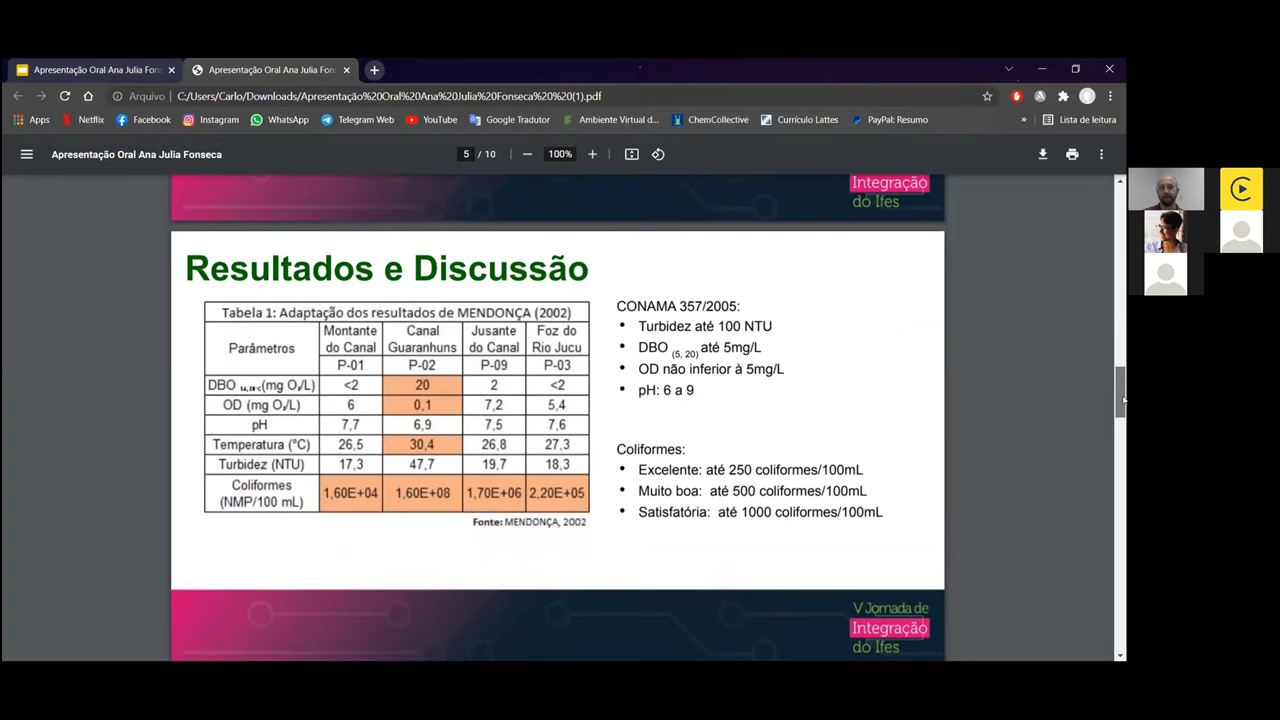 Apresentação Oral Ana Julia Fon
Apresentação Oral Ana Julia Fon
Arquivo
C:/Users/Carlo/Downloads/Apresentação%20Oral%20Ana%20Julia%20Fonseca%20%20(1).pdf
Apps Netflix Facebook Instagram WhatsApp Telegram Web YouTube Google Tradutor Ambiente Virtual d... ChemCollective Currículo Lattes PayPal: Resumo » Lista de leitura
Apresentação Oral Ana Julia Fonseca
5 / 10
100%
Integração
do Ifes
Resultados e Discussão
Tabela 1: Adaptação dos resultados de MENDONÇA (2002)
Parâmetros Montante do Canal Canal Guaranhuns Jusante do Canal Foz do Rio Jucu
P-01 P-02 P-09 P-03
DBO (mg O₂/L) <2 20 2 <2
OD (mg O₂/L) 6 0,1 7,2 5,4
pH 7,7 6,9 7,5 7,6
Temperatura (°C) 26,5 30,4 26,8 27,3
Turbidez (NTU) 17,3 47,7 19,7 18,3
Coliformes (NMP/100 mL) 1,60E+04 1,60E+08 1,70E+06 2,20E+05
Fonte: MENDONÇA, 2002
CONAMA 357/2005:
• Turbidez até 100 NTU
• DBO (5, 20) até 5mg/L
• OD não inferior à 5mg/L
• pH: 6 a 9
Coliformes:
• Excelente: até 250 coliformes/100mL
• Muito boa: até 500 coliformes/100mL
• Satisfatória: até 1000 coliformes/100mL
V Jornada de
Integração
do Ifes